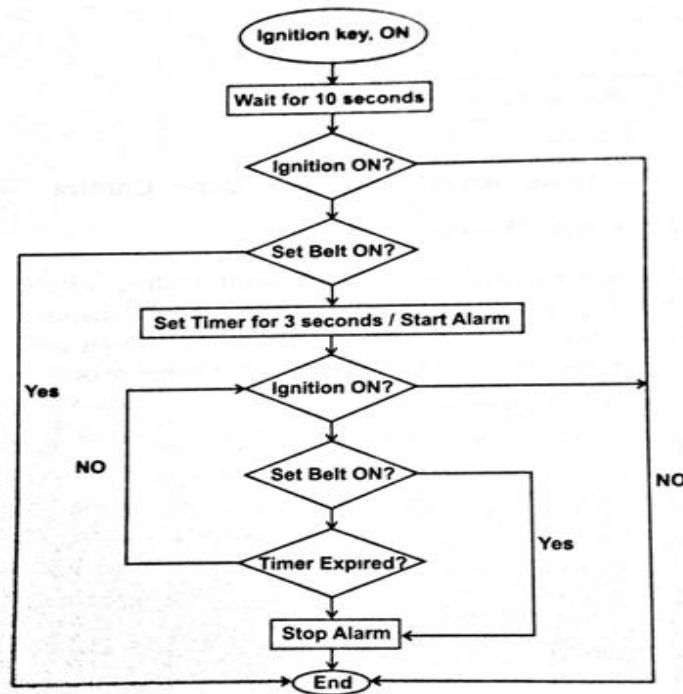 Ignition key, ON
Wait for 10 seconds
Ignition ON?
Set Belt ON?
Set Timer for 3 seconds / Start Alarm
Yes
Ignition ON?
NO
Set Belt ON?
NO
Yes
Timer Expired?
Stop Alarm
End